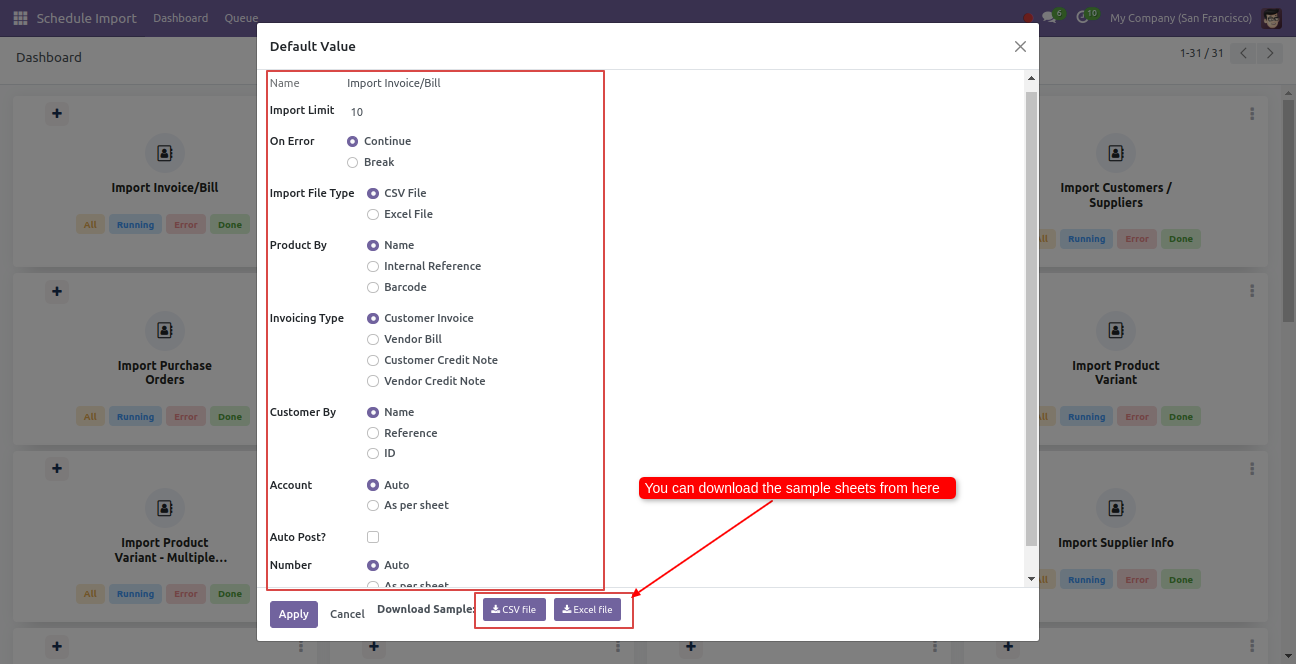 Schedule Import Dashboard Queue 6 10 My Company (San Francisco)
Dashboard
1-31 / 31
Default Value
Name Import Invoice/Bill
Import Limit 10
On Error Continue
Break
Import File Type CSV File
Excel File
Product By Name
Internal Reference
Barcode
Invoicing Type Customer Invoice
Vendor Bill
Customer Credit Note
Vendor Credit Note
Customer By Name
Reference
ID
Account Auto
As per sheet
Auto Post?
Number Auto
As per sheet
You can download the sample sheets from here
Apply Cancel Download Sample: CSV file Excel file
Import Invoice/Bill
All Running Error Done
Import Customers /
Suppliers
Running Error Done
Import Purchase
Orders
All Running Error Done
Import Product
Variant
Running Error Done
Import Product
Variant - Multiple...
All Running Error Done
Import Supplier Info
Running Error Done